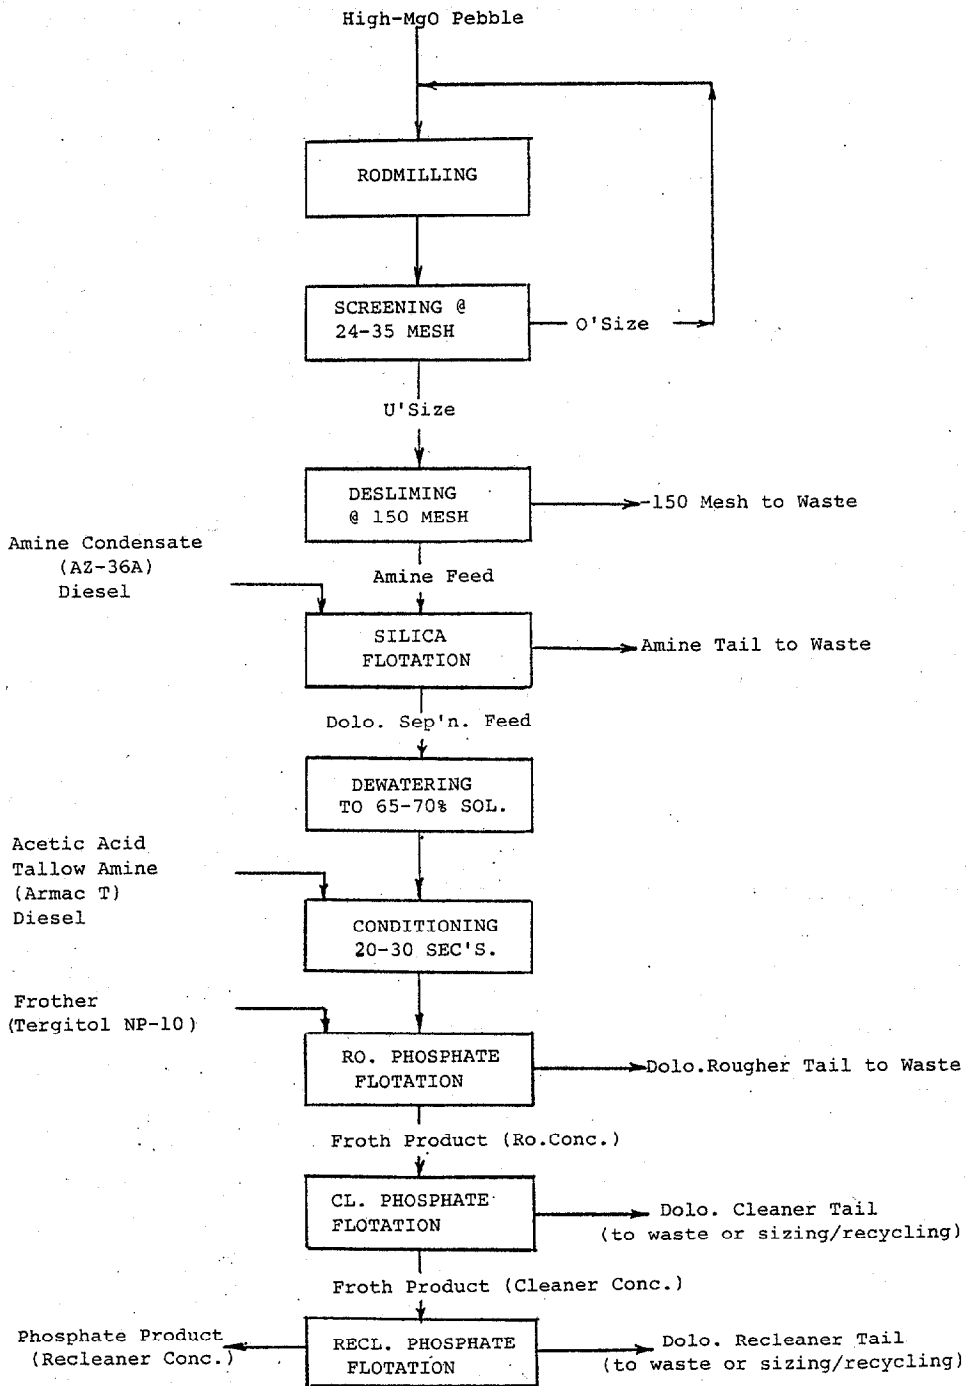 High-MgO Pebble
RODMILLING
SCREENING @
24-35 MESH
O'Size
U'Size
DESLIMING
@ 150 MESH
-150 Mesh to Waste
Amine Condensate
(AZ-36A)
Diesel
Amine Feed
SILICA
FLOTATION
Amine Tail to Waste
Dolo. Sep'n. Feed
DEWATERING
TO 65-70% SOL.
Acetic Acid
Tallow Amine
(Armac T)
Diesel
CONDITIONING
20-30 SEC'S.
Frother
(Tergitol NP-10)
RO. PHOSPHATE
FLOTATION
Dolo.Rougher Tail to Waste
Froth Product (Ro.Conc.)
CL. PHOSPHATE
FLOTATION
Dolo. Cleaner Tail
(to waste or sizing/recycling)
Froth Product (Cleaner Conc.)
Phosphate Product
(Recleaner Conc.)
RECL. PHOSPHATE
FLOTATION
Dolo. Recleaner Tail
(to waste or sizing/recycling)